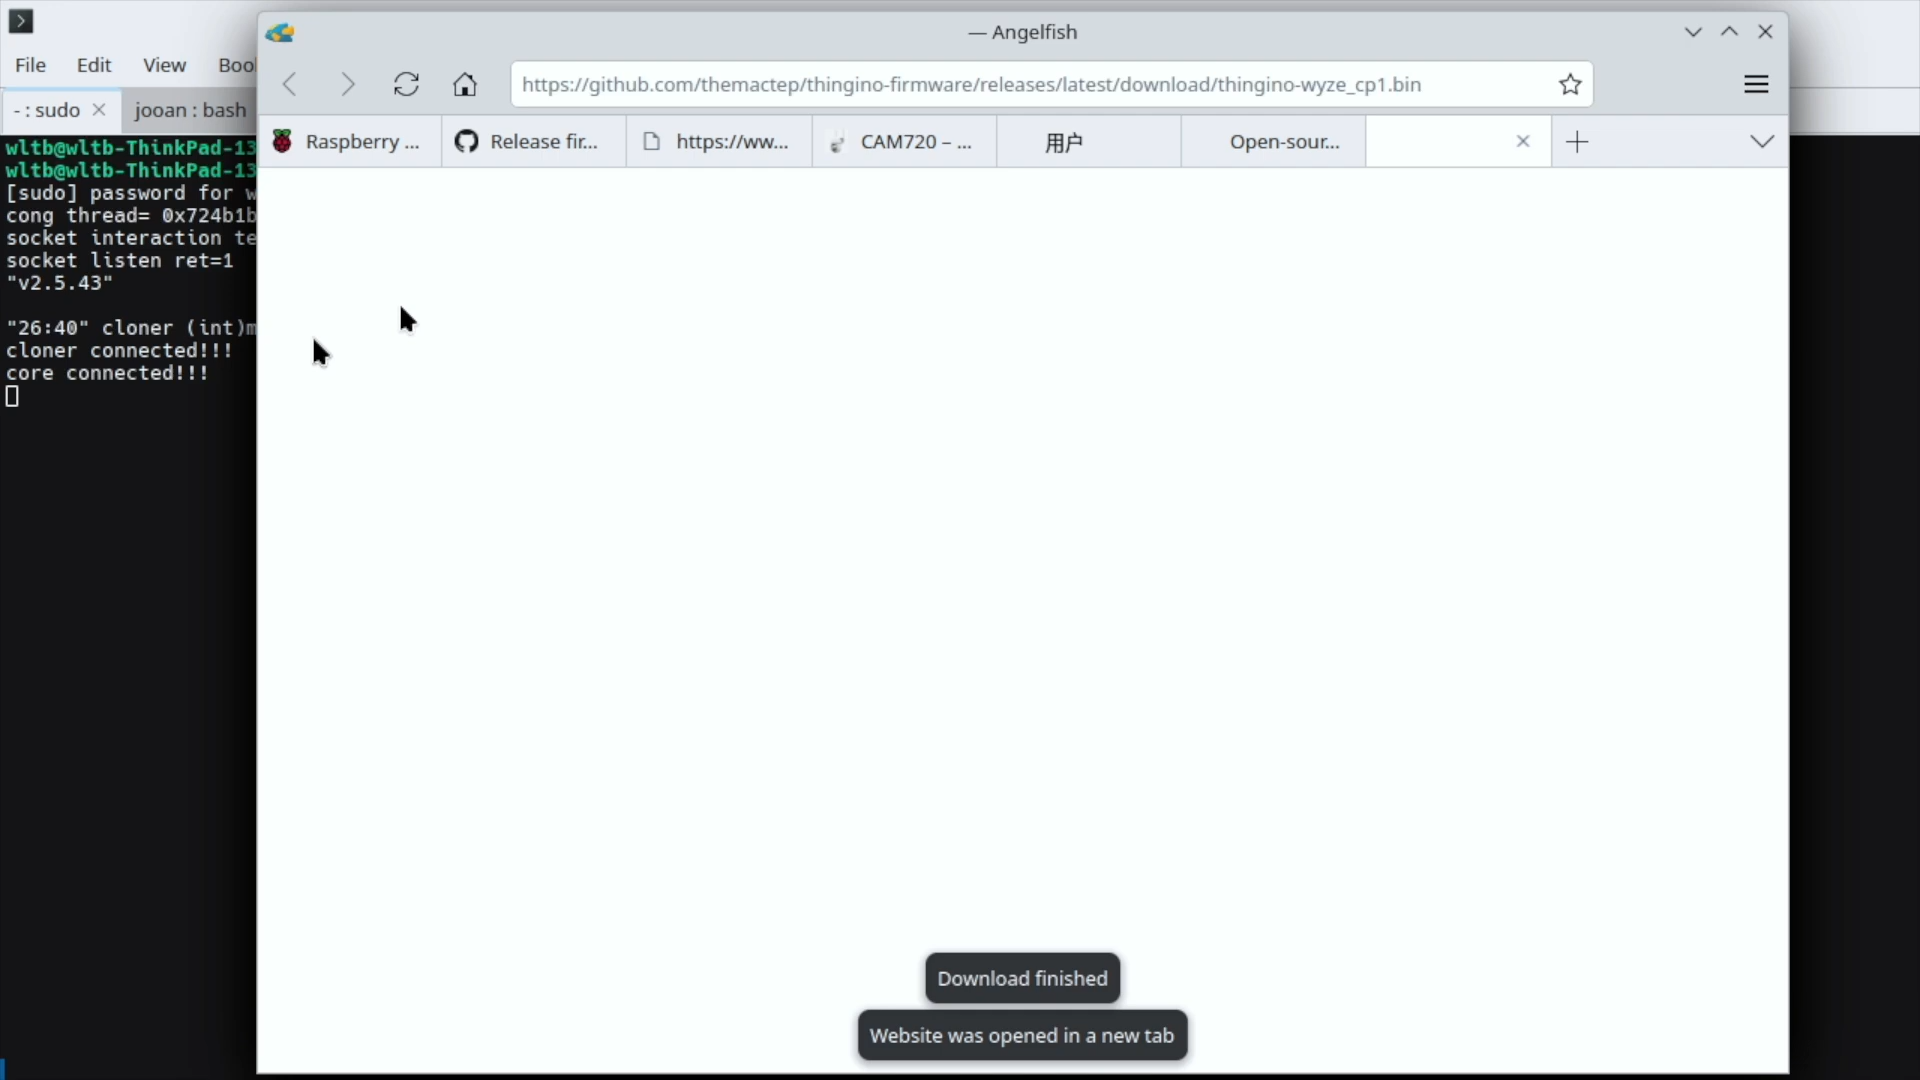 — Angelfish
File Edit View Bool
https://github.com/themactep/thingino-firmware/releases/latest/download/thingino-wyze_cp1.bin
- : sudo
jooan : bash
Raspberry ...
Release fir...
https://ww...
CAM720 – ...
用户
Open-sour...
wltb@wltb-ThinkPad-13
wltb@wltb-ThinkPad-13
[sudo] password for w
cong thread= 0x724b1b
socket interaction te
socket listen ret=1
"v2.5.43"
"26:40" cloner (int)m
cloner connected!!!
core connected!!!
Download finished
Website was opened in a new tab